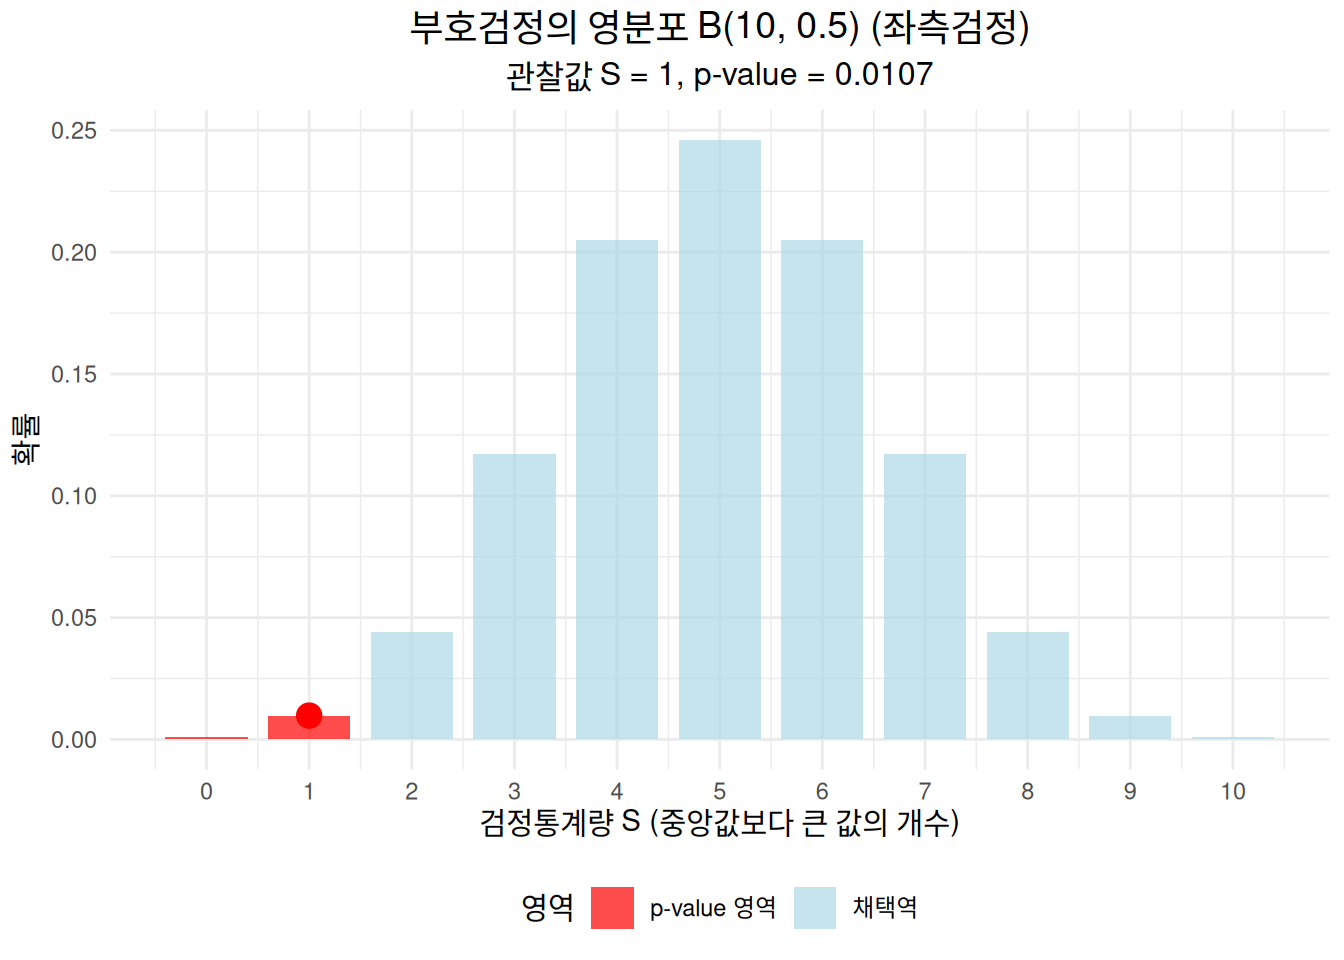 부호검정의 영분포 B(10, 0.5) (좌측검정)
관찰값 S = 1, p-value = 0.0107
확률
0.25
0.20
0.15
0.10
0.05
0.00
0 1 2 3 4 5 6 7 8 9 10
검정통계량 S (중앙값보다 큰 값의 개수)
영역 p-value 영역 채택역